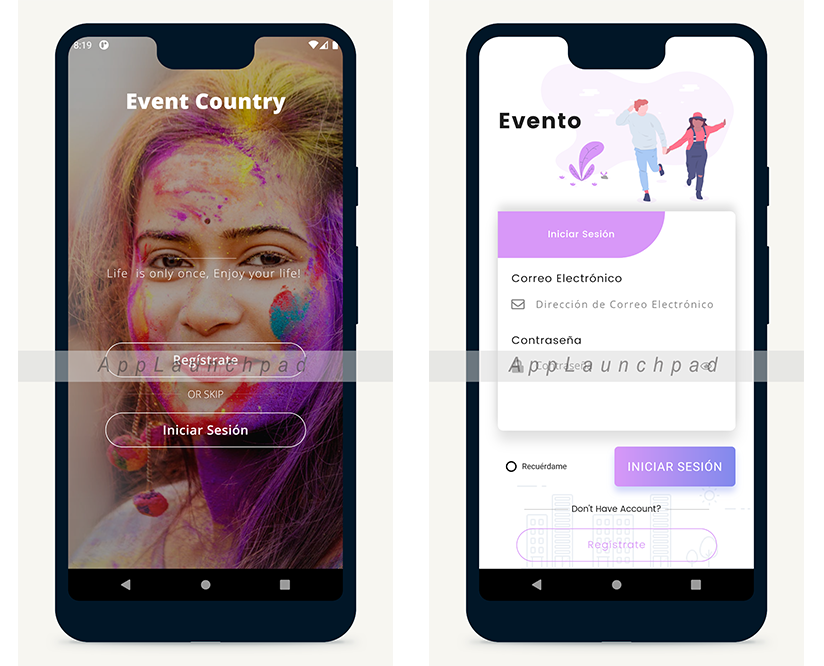 8:19
Event Country
Life is only once, Enjoy your life!
Regístrate
AppLaunchpad
OR SKIP
Iniciar Sesión
Evento
Iniciar Sesión
Correo Electrónico
Dirección de Correo Electrónico
Contraseña
Contraseña
AppLaunchpad
Recuérdame
INICIAR SESIÓN
Don't Have Account?
Regístrate